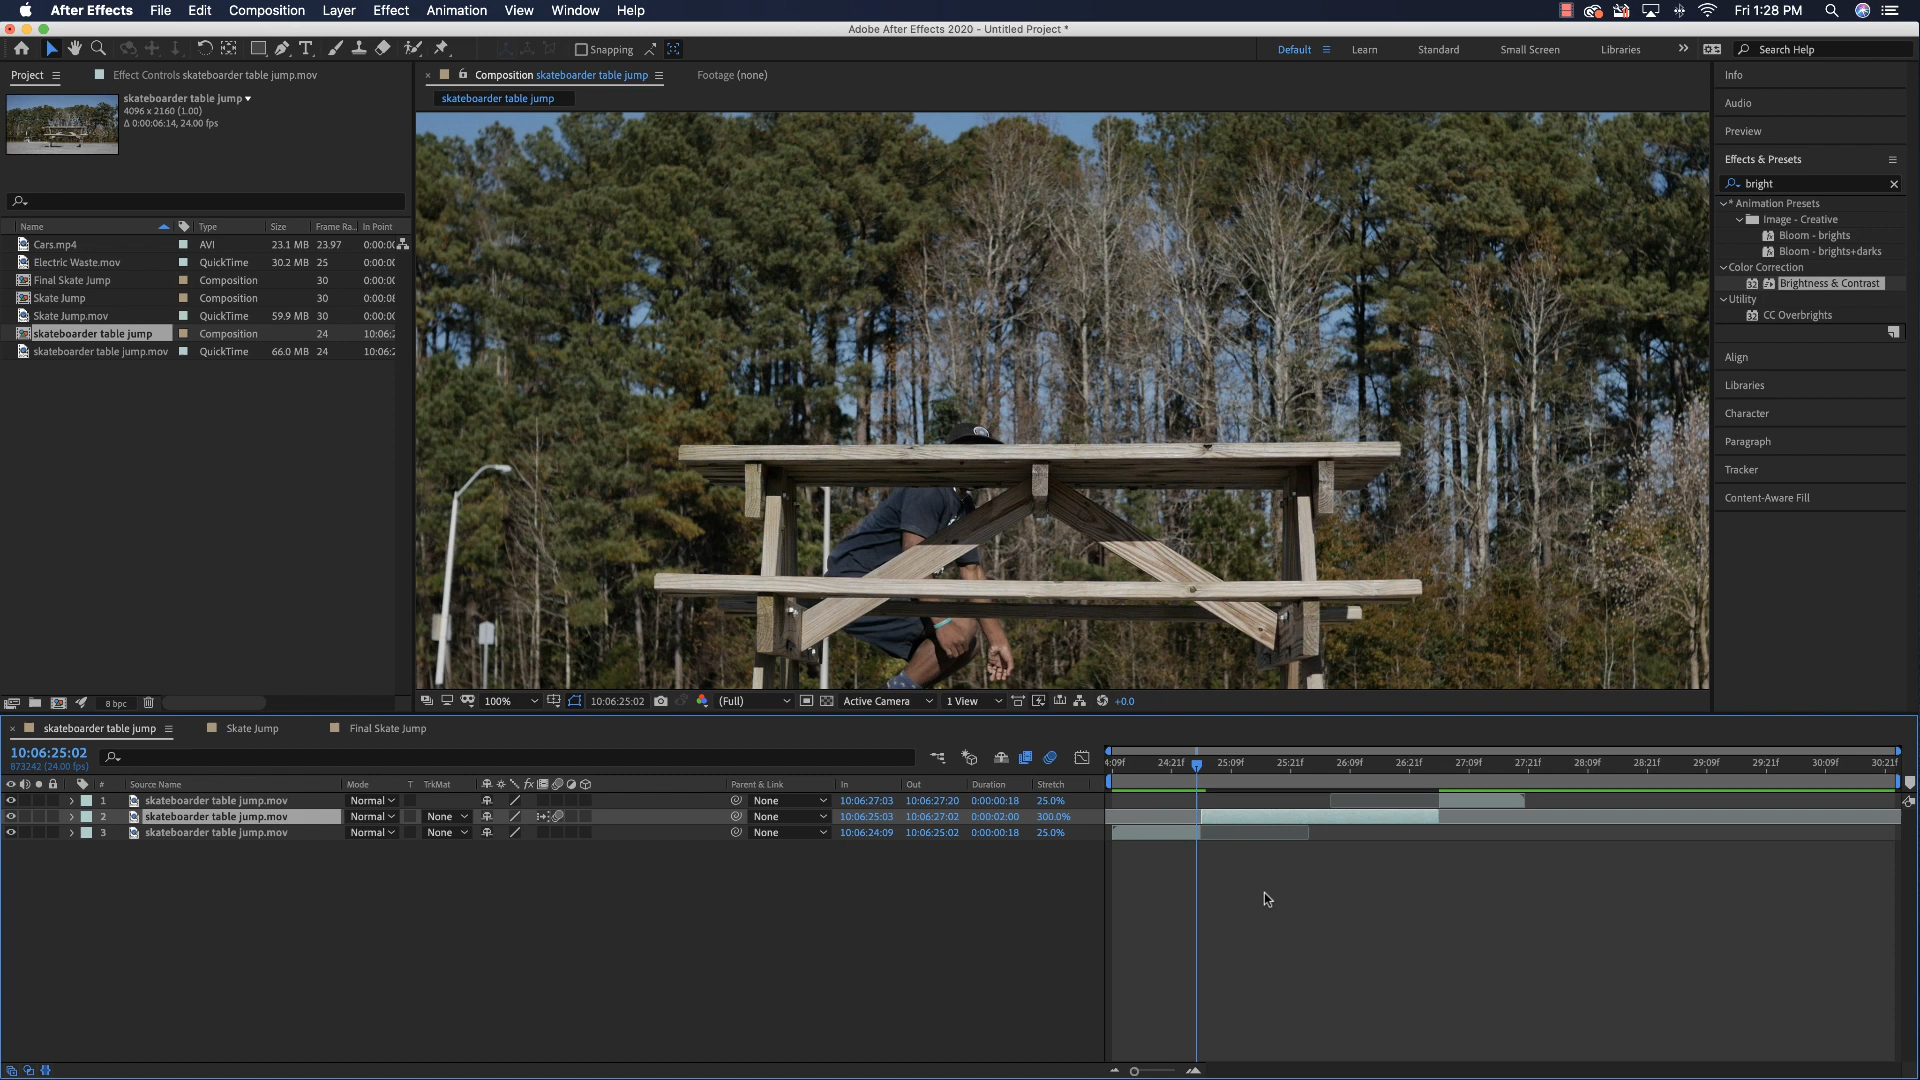 After Effects File Edit Composition Layer Effect Animation View Window Help Fri 1:28 PM
Adobe After Effects 2020 - Untitled Project *
Snapping Default Learn Standard Small Screen Libraries Search Help
Project Effect Controls skateboarder table jump.mov Composition skateboarder table jump Footage (none) Info
skateboarder table jump
4096 x 2160 (1.00)
Δ 0:00:06:14, 24.00 fps
skateboarder table jump
Audio
Preview
Effects & Presets
bright
* Animation Presets
Image - Creative
Bloom - brights
Bloom - brights+darks
Color Correction
Brightness & Contrast
Utility
CC Overbrights
Align
Libraries
Character
Paragraph
Tracker
Content-Aware Fill
Name Type Size Frame Ra... In Point
Cars.mp4 AVI 23.1 MB 23.97 0:00:0
Electric Waste.mov QuickTime 30.2 MB 25 0:00:0
Final Skate Jump Composition 30 0:00:0
Skate Jump Composition 30 0:00:08
Skate Jump.mov QuickTime 59.9 MB 30 0:00:0
skateboarder table jump Composition 24 10:06:2
skateboarder table jump.mov QuickTime 66.0 MB 24 10:06:2
8 bpc 100% 10:06:25:02 (Full) Active Camera 1 View +0.0
skateboarder table jump Skate Jump Final Skate Jump
10:06:25:02
873242 (24.00 fps)
4:09f 24:21f 25:09f 25:21f 26:09f 26:21f 27:09f 27:21f 28:09f 28:21f 29:09f 29:21f 30:09f 30:21f
# Source Name Mode T TrkMat fx Parent & Link In Out Duration Stretch
1 skateboarder table jump.mov Normal None 10:06:27:03 10:06:27:20 0:00:00:18 25.0%
2 skateboarder table jump.mov Normal None None 10:06:25:03 10:06:27:02 0:00:02:00 300.0%
3 skateboarder table jump.mov Normal None None 10:06:24:09 10:06:25:02 0:00:00:18 25.0%